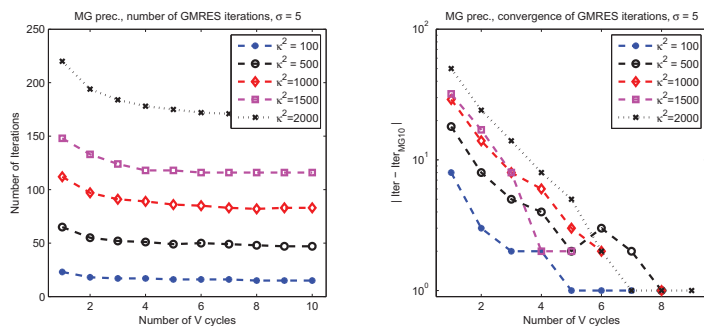 MG prec., number of GMRES iterations, σ = 5
250
200
150
100
50
0
2
4
6
8
10
Number of Iterations
Number of V cycles
κ² = 100
κ² = 500
κ²=1000
κ²=1500
κ²=2000
MG prec., convergence of GMRES iterations, σ = 5
10²
10¹
10⁰
2
4
6
8
| Iter − Iter_MG10 |
Number of V cycles
κ² = 100
κ² = 500
κ²=1000
κ²=1500
κ²=2000